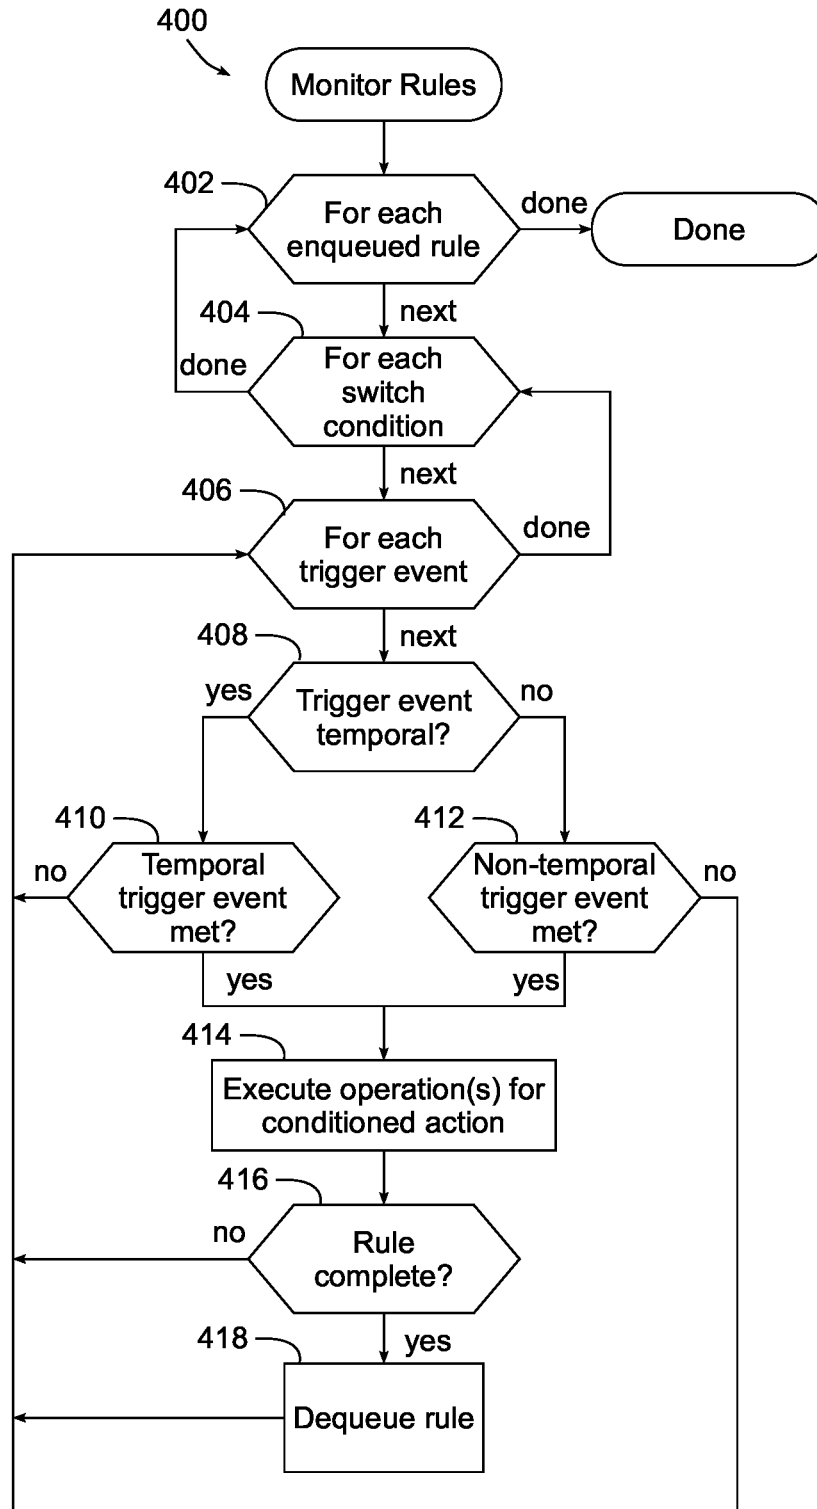 400
Monitor Rules
402
For each
enqueued rule
done
Done
next
404
For each
switch
condition
done
next
406
For each
trigger event
done
next
408
yes
Trigger event
temporal?
no
410
412
no
Temporal
trigger event
met?
Non-temporal
trigger event
met?
no
yes
yes
414
Execute operation(s) for
conditioned action
416
no
Rule
complete?
yes
418
Dequeue rule